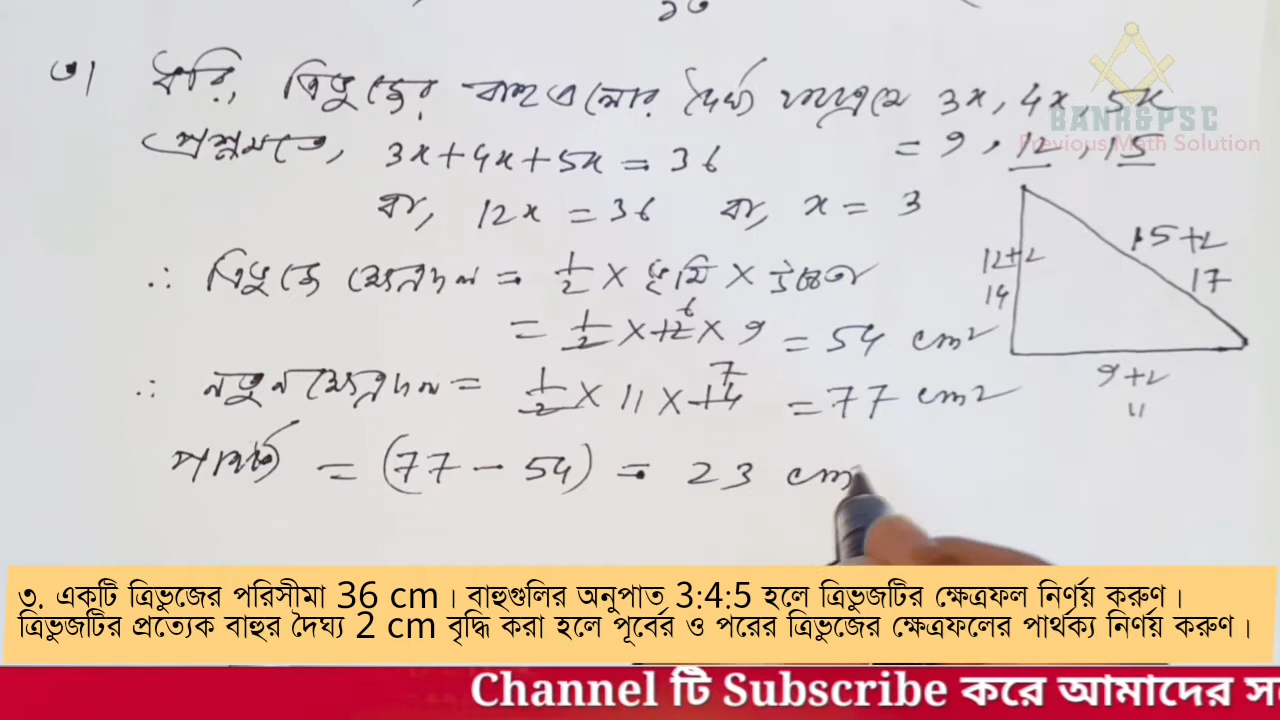 ৩। ধরি, ত্রিভুজের বাহুগুলোর দৈর্ঘ্য যথাক্রমে 3x, 4x, 5x
BANK&PSC
Previous Math Solution
প্রশ্নমতে, 3x+4x+5x = 36 = 9, 12, 15
বা, 12x = 36 বা, x = 3
12+2
14
15+2
17
∴ ত্রিভুজে ক্ষেত্রফল = 1/2 × ভূমি × উচ্চতা
= 1/2 × 12 6 × 9 = 54 cm²
9+2
11
∴ নতুন ক্ষেত্রফল = 1/2 × 11 × 14 7 = 77 cm²
পার্থক্য = (77 - 54) = 23 cm
৩. একটি ত্রিভুজের পরিসীমা 36 cm। বাহুগুলির অনুপাত 3:4:5 হলে ত্রিভুজটির ক্ষেত্রফল নির্ণয় করুণ।
ত্রিভুজটির প্রত্যেক বাহুর দৈঘ্য 2 cm বৃদ্ধি করা হলে পূর্বের ও পরের ত্রিভুজের ক্ষেত্রফলের পার্থক্য নির্ণয় করুণ।
Channel টি Subscribe করে আমাদের